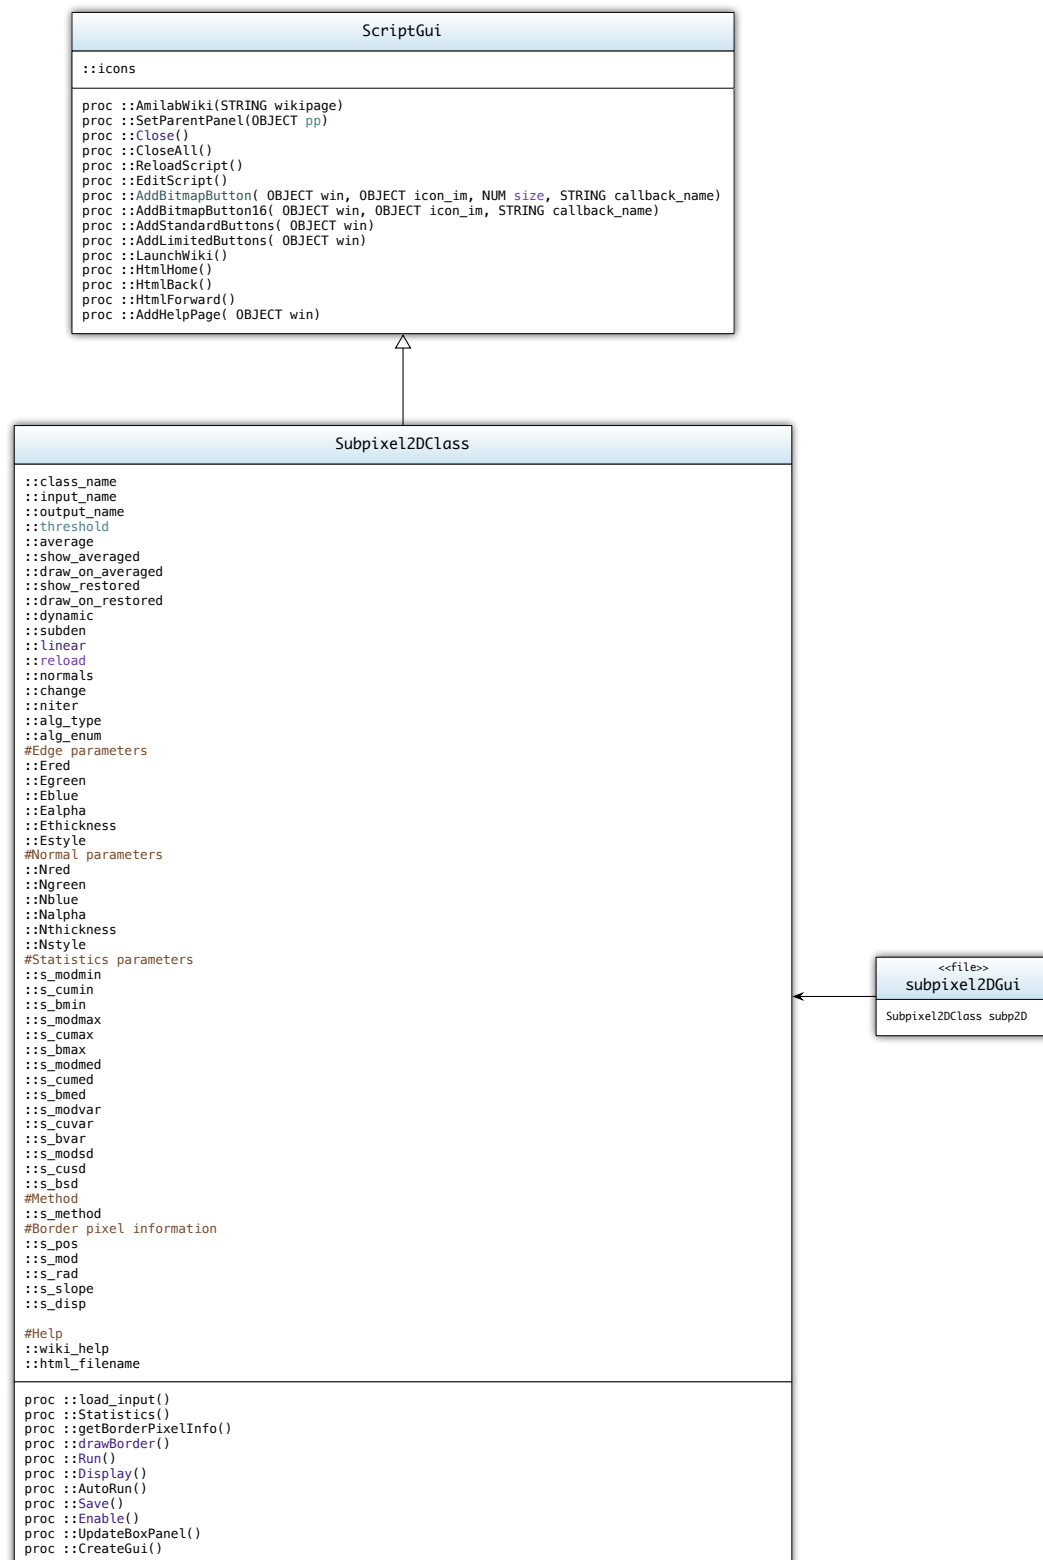 ScriptGui
::icons
proc ::AmilabWiki(STRING wikipage)
proc ::SetParentPanel(OBJECT pp)
proc ::Close()
proc ::CloseAll()
proc ::ReloadScript()
proc ::EditScript()
proc ::AddBitmapButton( OBJECT win, OBJECT icon_im, NUM size, STRING callback_name)
proc ::AddBitmapButton16( OBJECT win, OBJECT icon_im, STRING callback_name)
proc ::AddStandardButtons( OBJECT win)
proc ::AddLimitedButtons( OBJECT win)
proc ::LaunchWiki()
proc ::HtmlHome()
proc ::HtmlBack()
proc ::HtmlForward()
proc ::AddHelpPage( OBJECT win)
Subpixel2DClass
::class_name
::input_name
::output_name
::threshold
::average
::show_averaged
::draw_on_averaged
::show_restored
::draw_on_restored
::dynamic
::subden
::linear
::reload
::normals
::change
::niter
::alg_type
::alg_enum
#Edge parameters
::Ered
::Egreen
::Eblue
::Ealpha
::Ethickness
::Estyle
#Normal parameters
::Nred
::Ngreen
::Nblue
::Nalpha
::Nthickness
::Nstyle
#Statistics parameters
::s_modmin
::s_cumin
::s_bmin
::s_modmax
::s_cumax
::s_bmax
::s_modmed
::s_cumed
::s_bmed
::s_modvar
::s_cuvar
::s_bvar
::s_modsd
::s_cusd
::s_bsd
#Method
::s_method
#Border pixel information
::s_pos
::s_mod
::s_rad
::s_slope
::s_disp
#Help
::wiki_help
::html_filename
proc ::load_input()
proc ::Statistics()
proc ::getBorderPixelInfo()
proc ::drawBorder()
proc ::Run()
proc ::Display()
proc ::AutoRun()
proc ::Save()
proc ::Enable()
proc ::UpdateBoxPanel()
proc ::CreateGui()
<<file>>
subpixel2DGui
Subpixel2DClass subp2D